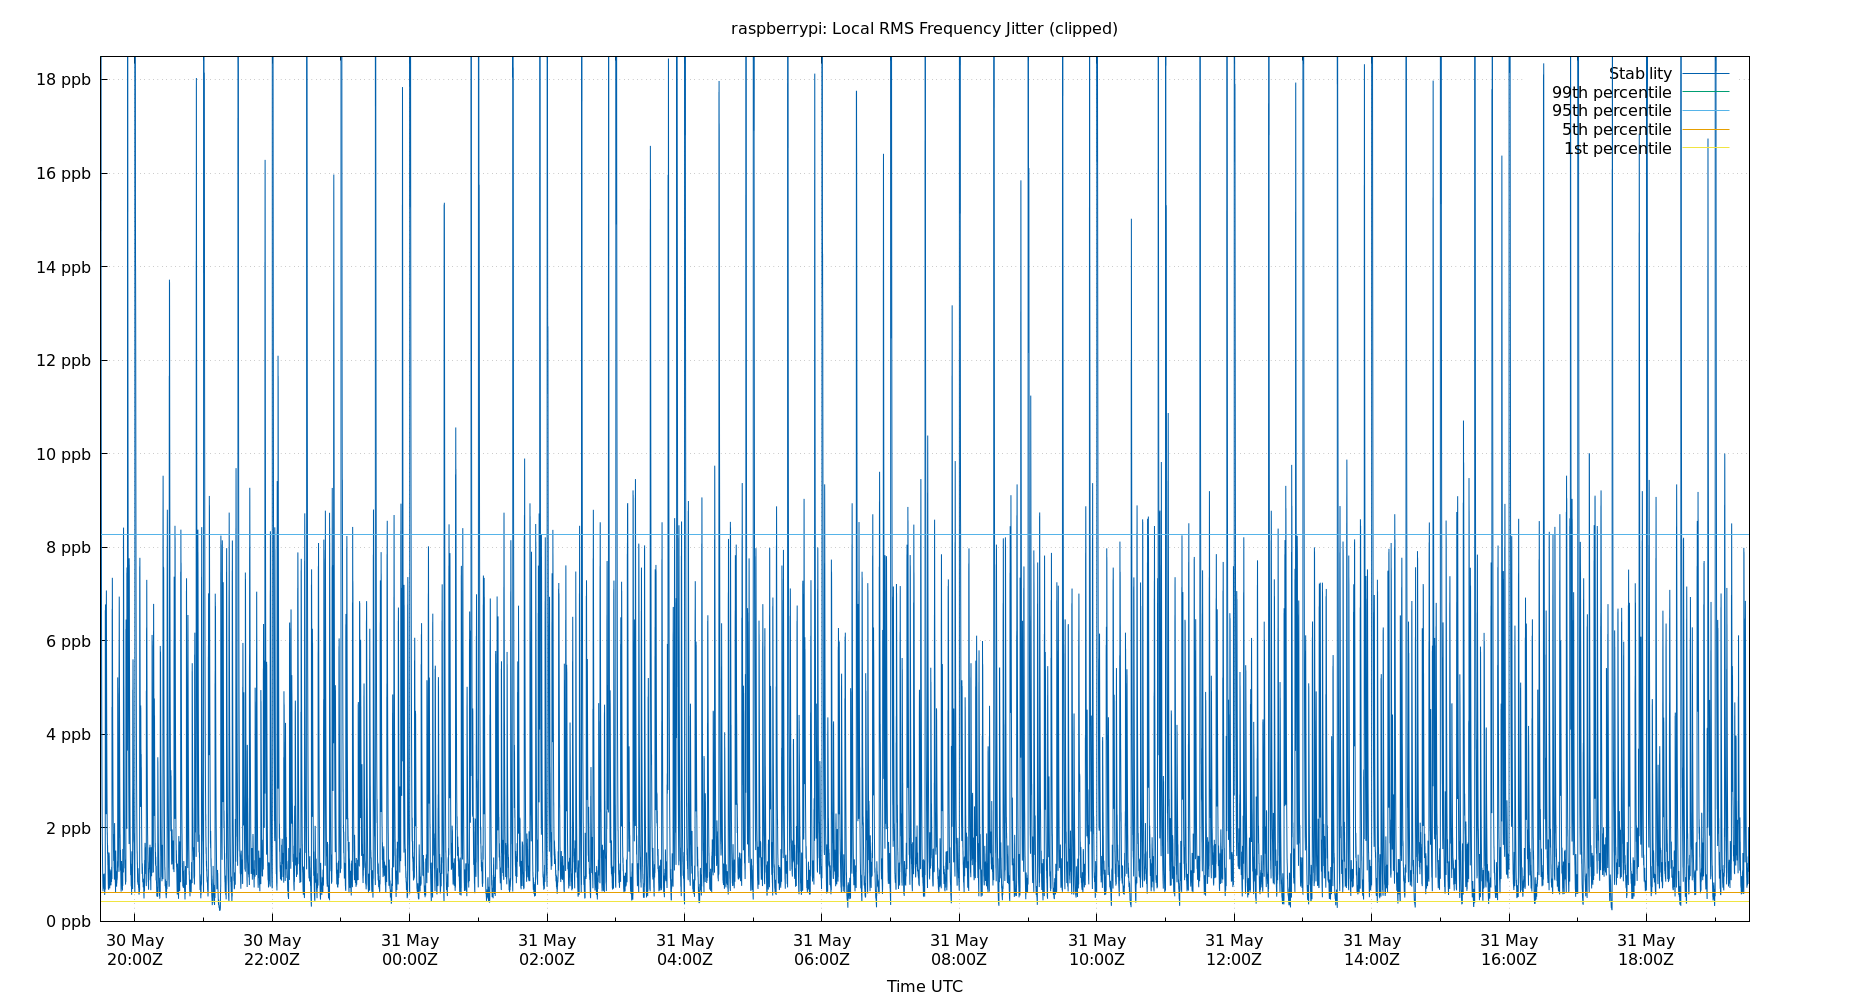 raspberrypi: Local RMS Frequency Jitter (clipped)
18 ppb
16 ppb
14 ppb
12 ppb
10 ppb
8 ppb
6 ppb
4 ppb
2 ppb
0 ppb
Stability
99th percentile
95th percentile
5th percentile
1st percentile
30 May 30 May 31 May 31 May 31 May 31 May 31 May 31 May 31 May 31 May 31 May 31 May
20:00Z 22:00Z 00:00Z 02:00Z 04:00Z 06:00Z 08:00Z 10:00Z 12:00Z 14:00Z 16:00Z 18:00Z
Time UTC